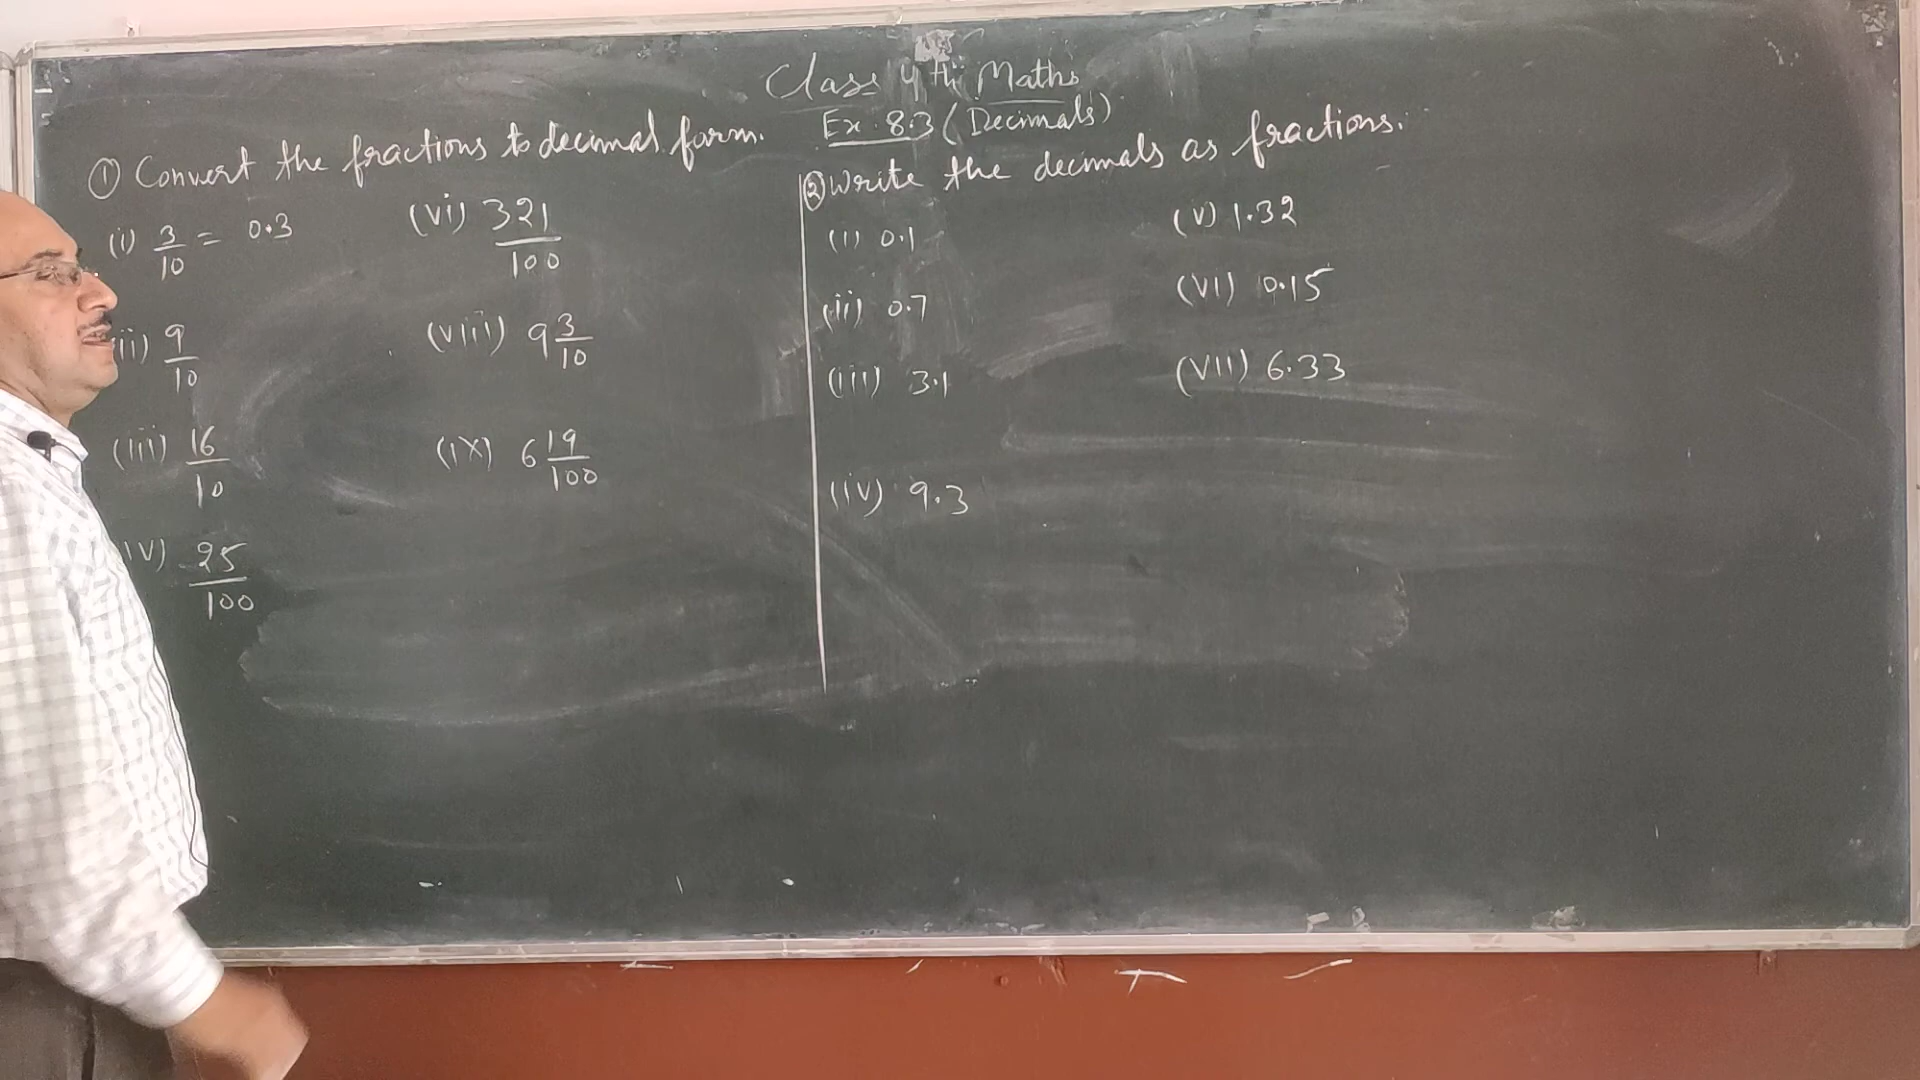 Class 4th Maths
Ex. 8.3 (Decimals)
① Convert the fractions to decimal form.
(i) 3/10 = 0.3
ii) 9/10
(iii) 16/10
IV) 25/100
(vi) 321/100
(viii) 9 3/10
(ix) 6 19/100
② Write the decimals as fractions.
(i) 0.1
(ii) 0.7
(iii) 3.1
(iv) 9.3
(v) 1.32
(VI) 0.15
(VII) 6.33